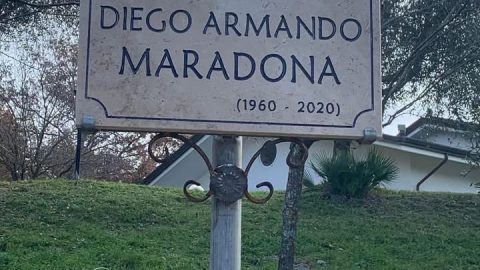 DIEGO ARMANDO
MARADONA
(1960 - 2020)